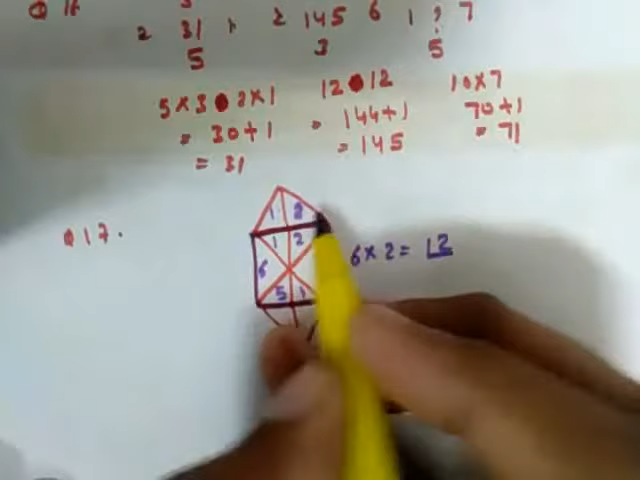 Q 16
2 31 1 2 145 6 1 ? 7
5 3 5
5 × 3 2 × 1 12 12 10 × 7
= 30 + 1 = 144 + 1 70 + 1
= 31 = 145 = 71
Q 17.
1 2
1 2
6 6 × 2 = 12
5 1